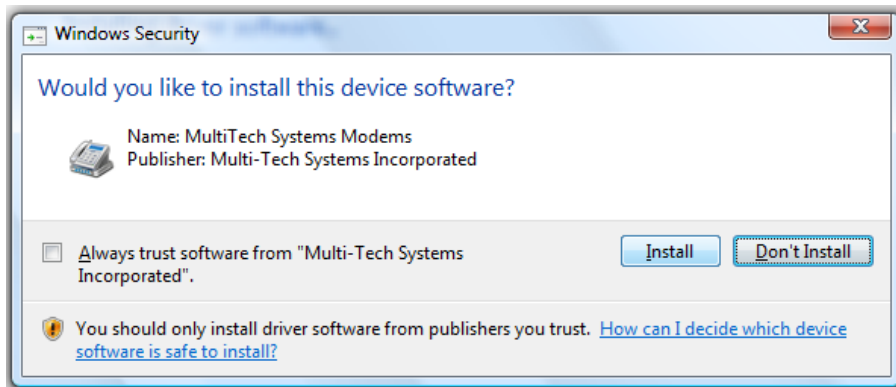 Windows Security
Would you like to install this device software?
Name: MultiTech Systems Modems
Publisher: Multi-Tech Systems Incorporated
Always trust software from "Multi-Tech Systems
Incorporated".
Install
Don't Install
You should only install driver software from publishers you trust. How can I decide which device
software is safe to install?